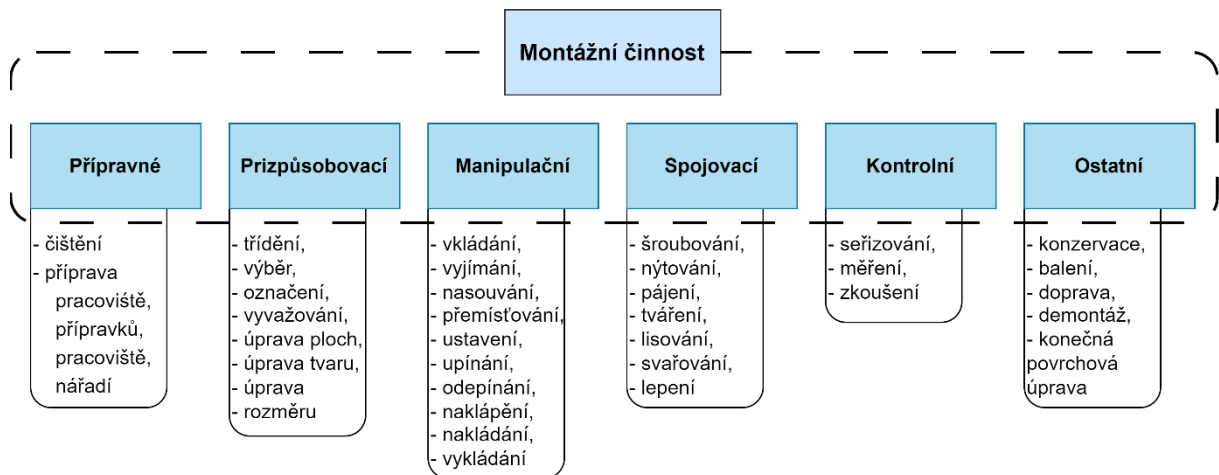 Montážní činnost
Přípravné
- čištění
- příprava
pracoviště,
přípravků,
pracoviště,
nářadí
Prizpůsobovací
- třídění,
- výběr,
- označení,
- vyvažování,
- úprava ploch,
- úprava tvaru,
- úprava
- rozměru
Manipulační
- vkládání,
- vyjímání,
- nasouvání,
- přemísťování,
- ustavení,
- upínání,
- odepínání,
- naklápění,
- nakládání,
- vykládání
Spojovací
- šroubování,
- nýtování,
- pájení,
- tváření,
- lisování,
- svařování,
- lepení
Kontrolní
- seřizování,
- měření,
- zkoušení
Ostatní
- konzervace,
- balení,
- doprava,
- demontáž,
- konečná
povrchová
úprava